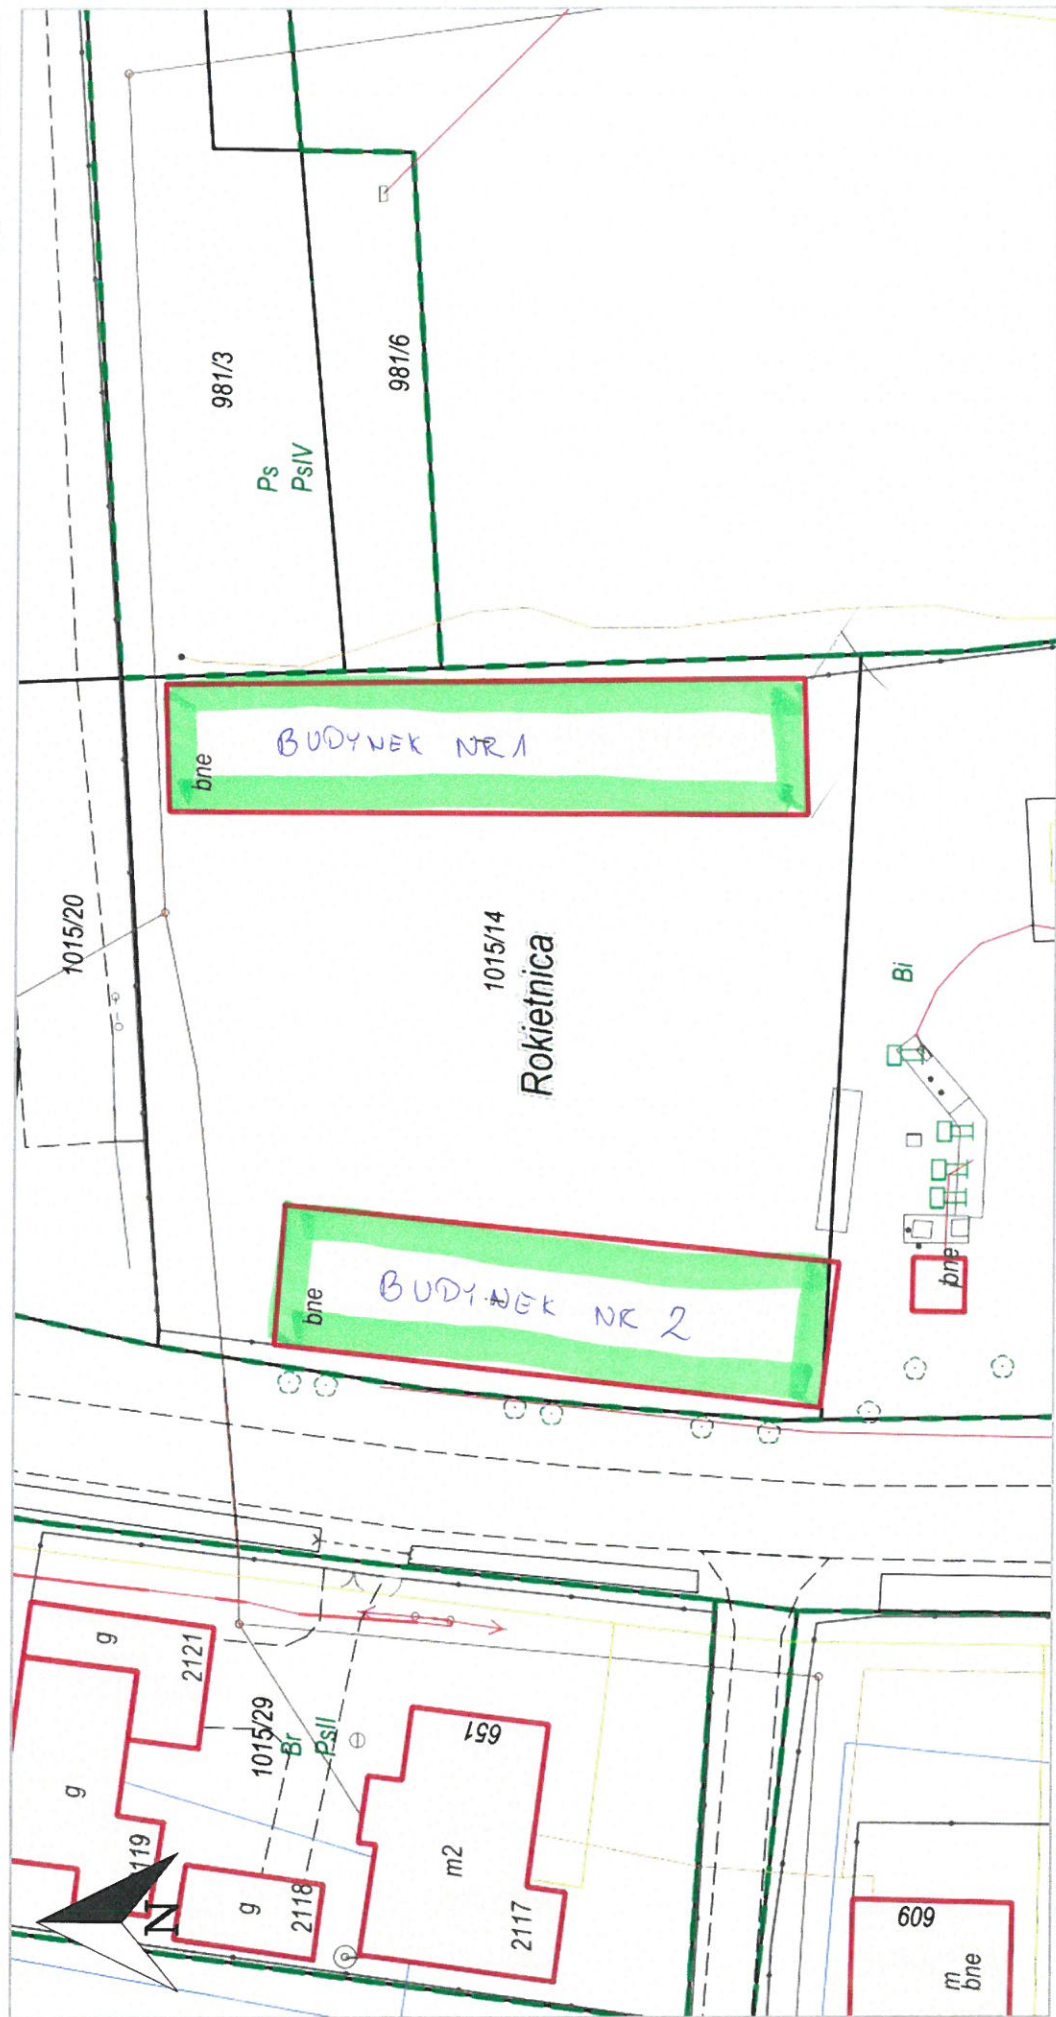 981/3
981/6
Ps
PsIV
BUDYNEK NR 1
bne
1015/20
1015/14
Rokietnica
Bi
BUDYNEK NR 2
bne
bne
g
2121
1015/29
Br
PsII
651
g
m2
119
g
2118
2117
N
609
m
bne